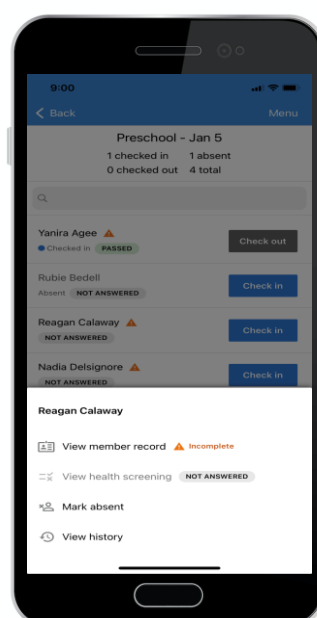 9:00
Back Menu
Preschool - Jan 5
1 checked in 1 absent
0 checked out 4 total
Yanira Agee
Checked in PASSED
Check out
Rubie Bedell
Absent NOT ANSWERED
Check in
Reagan Calaway
NOT ANSWERED
Check in
Nadia Delsignore
NOT ANSWERED
Check in
Reagan Calaway
View member record Incomplete
View health screening NOT ANSWERED
Mark absent
View history